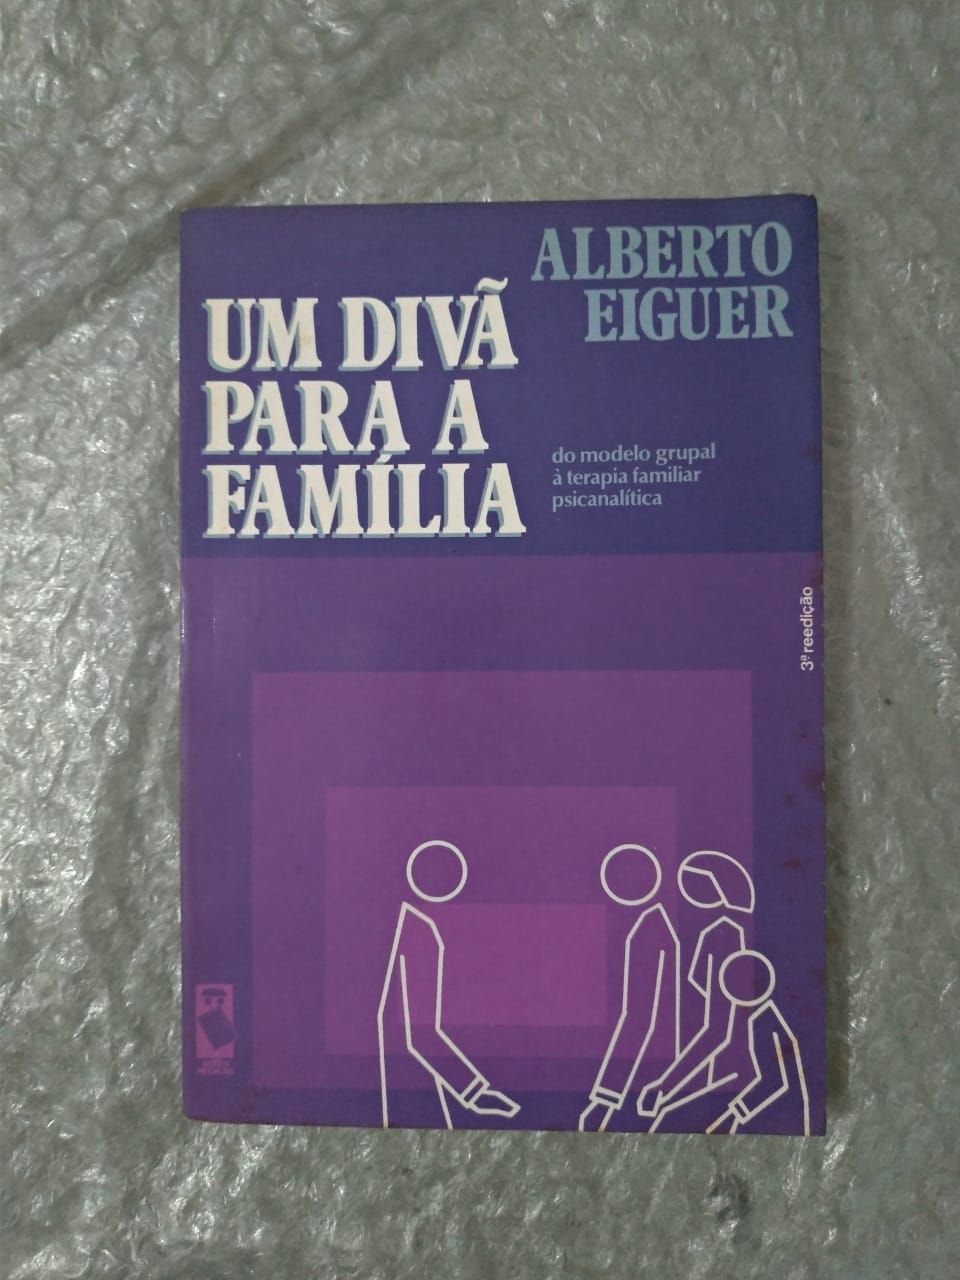 ALBERTO
EIGUER
UM DIVÃ
PARA A
FAMÍLIA
do modelo grupal
à terapia familiar
psicanalítica
3ª reedição